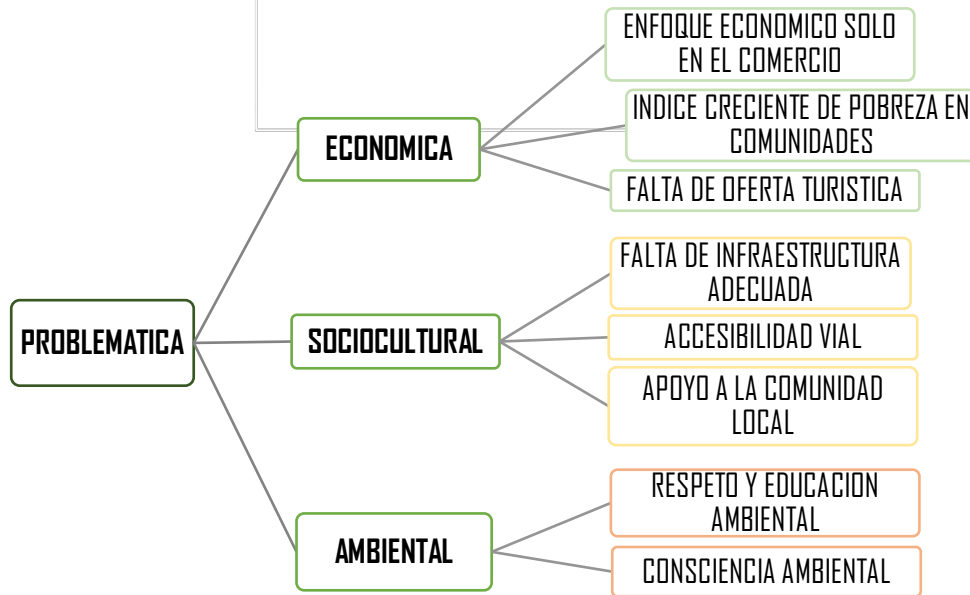 ENFOQUE ECONOMICO SOLO
EN EL COMERCIO
INDICE CRECIENTE DE POBREZA EN
COMUNIDADES
ECONOMICA
FALTA DE OFERTA TURISTICA
FALTA DE INFRAESTRUCTURA
ADECUADA
PROBLEMATICA
SOCIOCULTURAL
ACCESIBILIDAD VIAL
APOYO A LA COMUNIDAD
LOCAL
RESPETO Y EDUCACION
AMBIENTAL
AMBIENTAL
CONSCIENCIA AMBIENTAL